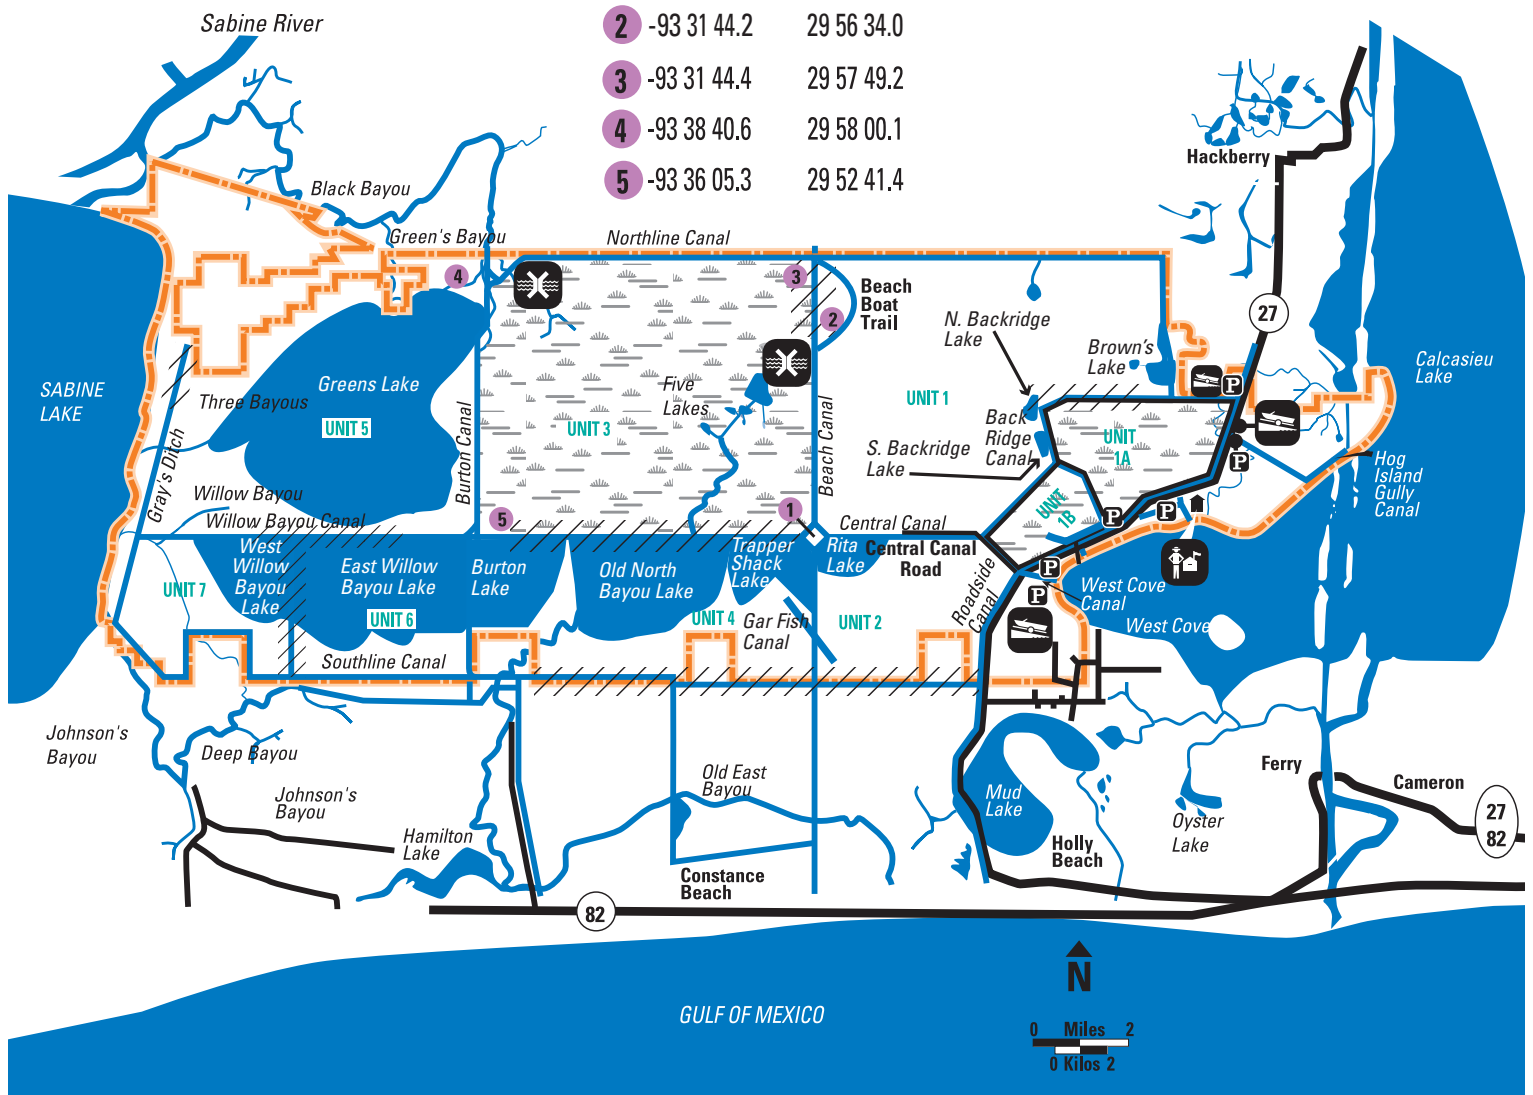 Sabine River
2 -93 31 44.2 29 56 34.0
3 -93 31 44.4 29 57 49.2
4 -93 38 40.6 29 58 00.1
5 -93 36 05.3 29 52 41.4
Hackberry
Black Bayou
Green's Bayou
Northline Canal
4
3
2
Beach
Boat
Trail
27
N. Backridge
Lake
Brown's
Lake
Calcasieu
Lake
SABINE
LAKE
Greens Lake
Three Bayous
UNIT 5
Five
Lakes
UNIT 3
UNIT 1
P
Back
Ridge
Canal
UNIT
1A
S. Backridge
Lake
P
Hog
Island
Gully
Canal
Gray's Ditch
Burton Canal
Beach Canal
Willow Bayou
Willow Bayou Canal
5
1
Central Canal
UNIT
1B
P
P
West
Willow
Bayou
Lake
East Willow
Bayou Lake
Burton
Lake
Old North
Bayou Lake
Trapper
Shack
Lake
Rita
Lake
Central Canal
Road
P
West Cove
Canal
P
UNIT 7
UNIT 6
UNIT 4
Gar Fish
Canal
UNIT 2
Roadside
Canal
West Cove
Southline Canal
Johnson's
Bayou
Deep Bayou
Johnson's
Bayou
Hamilton
Lake
Old East
Bayou
Constance
Beach
Mud
Lake
Holly
Beach
Oyster
Lake
Ferry
Cameron
27
82
82
N
GULF OF MEXICO
0 Miles 2
0 Kilos 2